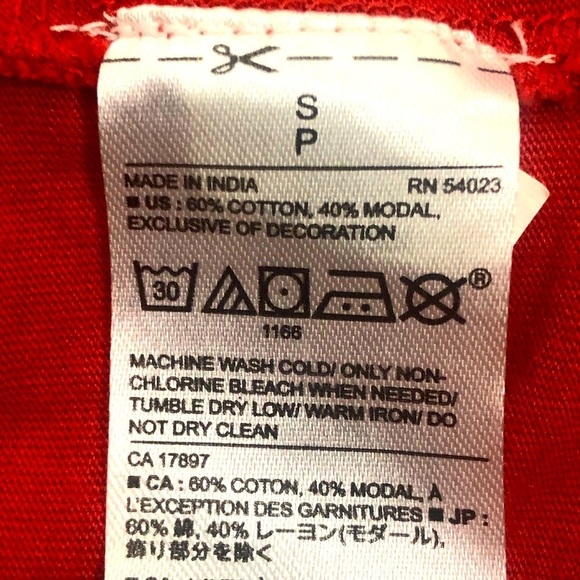 S
P
MADE IN INDIA RN 54023
■ US : 60% COTTON, 40% MODAL,
EXCLUSIVE OF DECORATION
30 ®
1166
MACHINE WASH COLD/ ONLY NON-
CHLORINE BLEACH WHEN NEEDED/
TUMBLE DRY LOW/ WARM IRON/ DO
NOT DRY CLEAN
CA 17897
■ CA : 60% COTON, 40% MODAL, À
L'EXCEPTION DES GARNITURES ■ JP :
60% 綿, 40% レーヨン(モダール),
飾り部分を除く